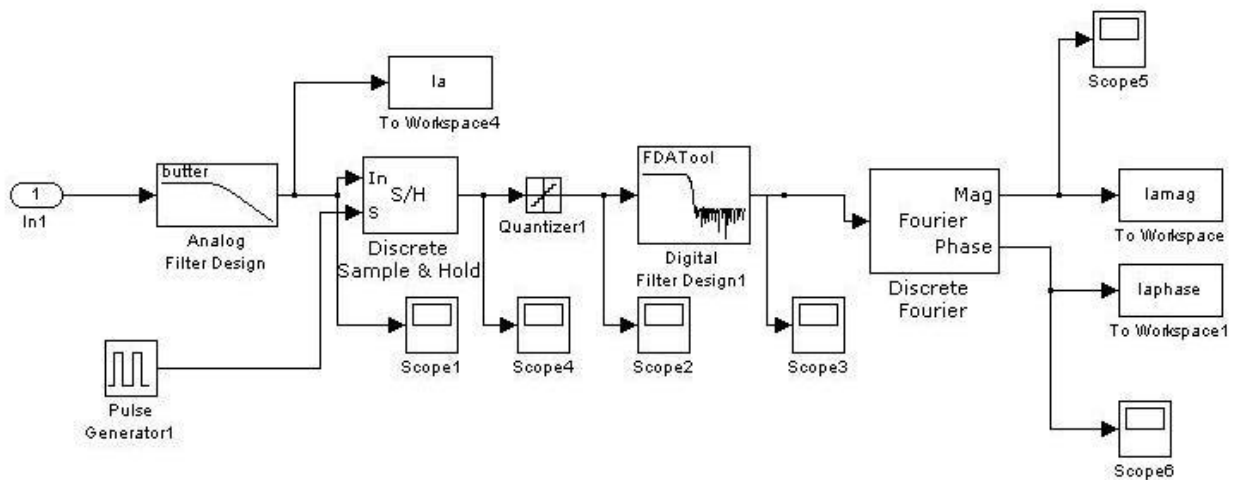 Scope5
Ia
To Workspace4
butter
In
S/H
S
FDATool
1
In1
Analog
Filter Design
Discrete
Sample & Hold
Quantizer1
Digital
Filter Design1
Mag
Fourier
Phase
Discrete
Fourier
Iamag
To Workspace
Iaphase
To Workspace1
Scope1
Scope4
Scope2
Scope3
Pulse
Generator1
Scope6